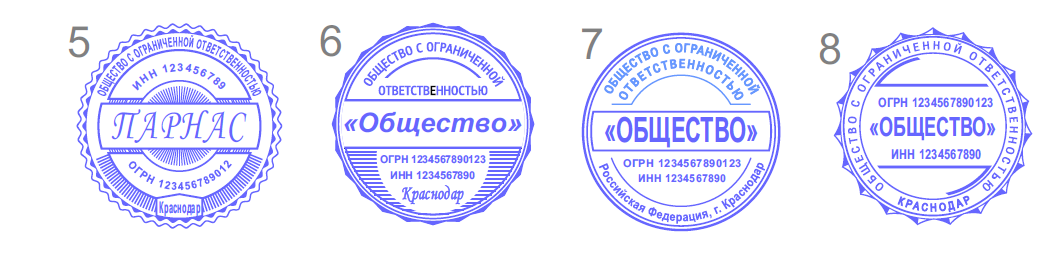 5
ОБЩЕСТВО С ОГРАНИЧЕННОЙ ОТВЕТСТВЕННОСТЬЮ
ИНН 123456789
ПАРНАС
ОГРН 123456789012
Краснодар
6
ОБЩЕСТВО С ОГРАНИЧЕННОЙ
ОТВЕТСТВЕННОСТЬЮ
«Общество»
ОГРН 1234567890123
ИНН 1234567890
Краснодар
7
ОБЩЕСТВО С ОГРАНИЧЕННОЙ
ОТВЕТСТВЕННОСТЬЮ
«ОБЩЕСТВО»
ОГРН 1234567890123
ИНН 1234567890
Российская Федерация, г. Краснодар
8
ОБЩЕСТВО С ОГРАНИЧЕННОЙ ОТВЕТСТВЕННОСТЬЮ
ОГРН 1234567890123
«ОБЩЕСТВО»
ИНН 1234567890
КРАСНОДАР